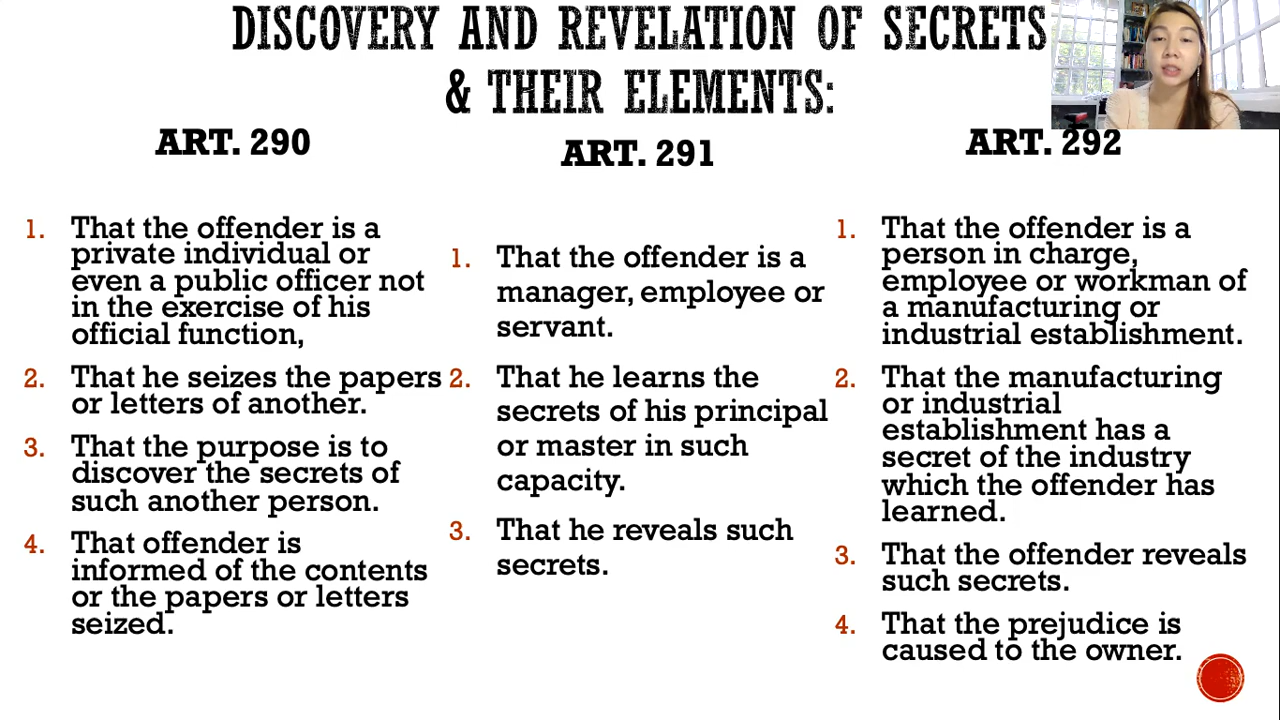 DISCOVERY AND REVELATION OF SECRETS
& THEIR ELEMENTS:
ART. 290
1. That the offender is a
private individual or
even a public officer not
in the exercise of his
official function,
2. That he seizes the papers
or letters of another.
3. That the purpose is to
discover the secrets of
such another person.
4. That offender is
informed of the contents
or the papers or letters
seized.
ART. 291
1. That the offender is a
manager, employee or
servant.
2. That he learns the
secrets of his principal
or master in such
capacity.
3. That he reveals such
secrets.
ART. 292
1. That the offender is a
person in charge,
employee or workman of
a manufacturing or
industrial establishment.
2. That the manufacturing
or industrial
establishment has a
secret of the industry
which the offender has
learned.
3. That the offender reveals
such secrets.
4. That the prejudice is
caused to the owner.